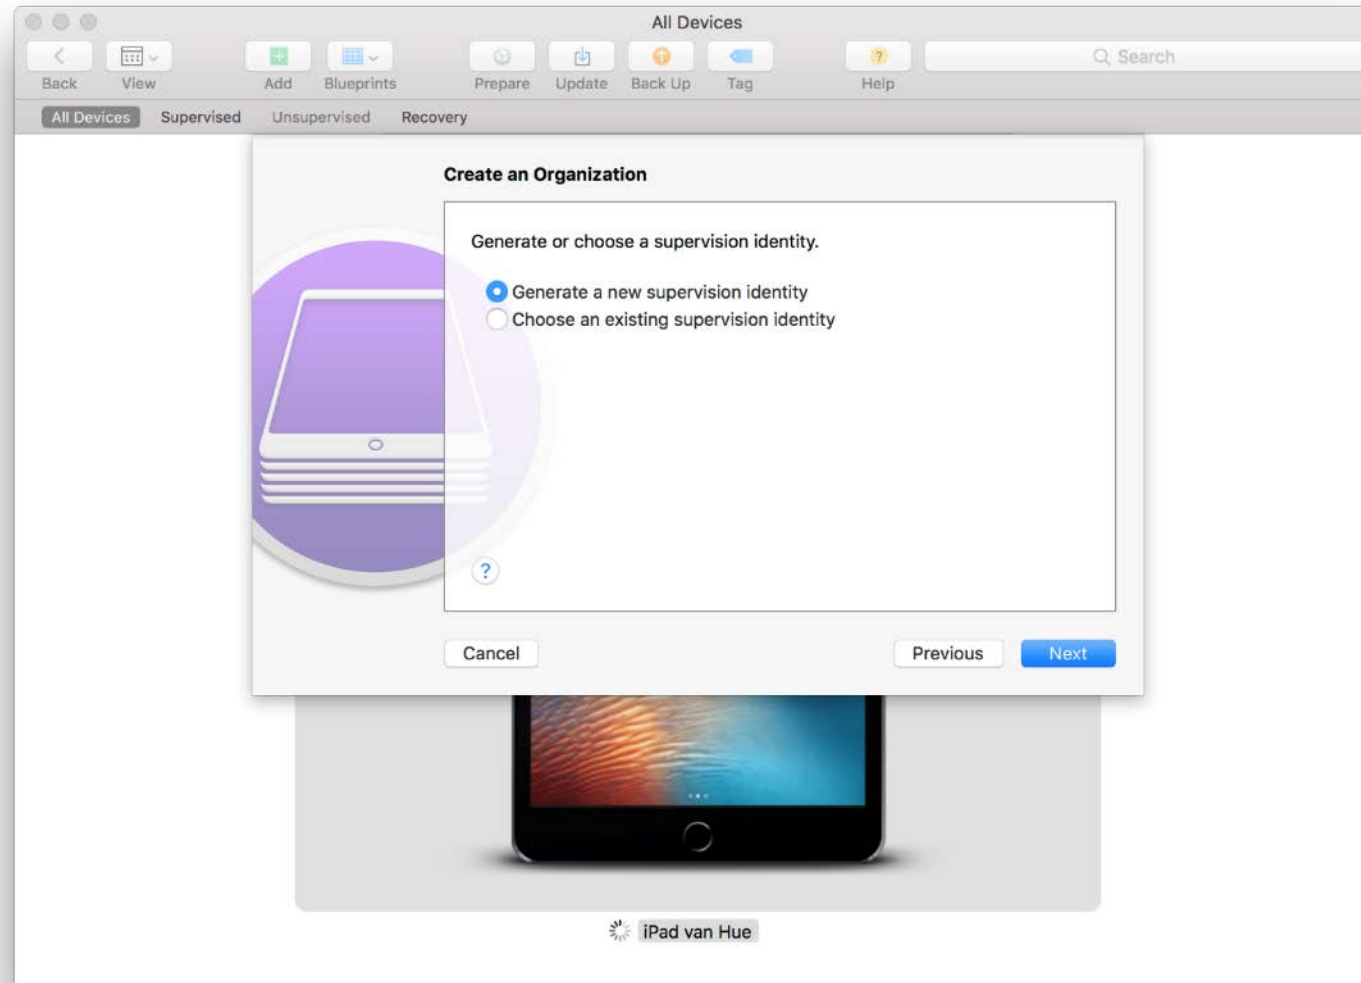 All Devices
Back View Add Blueprints Prepare Update Back Up Tag Help Search
All Devices Supervised Unsupervised Recovery
Create an Organization
Generate or choose a supervision identity.
Generate a new supervision identity
Choose an existing supervision identity
?
Cancel Previous Next
iPad van Hue